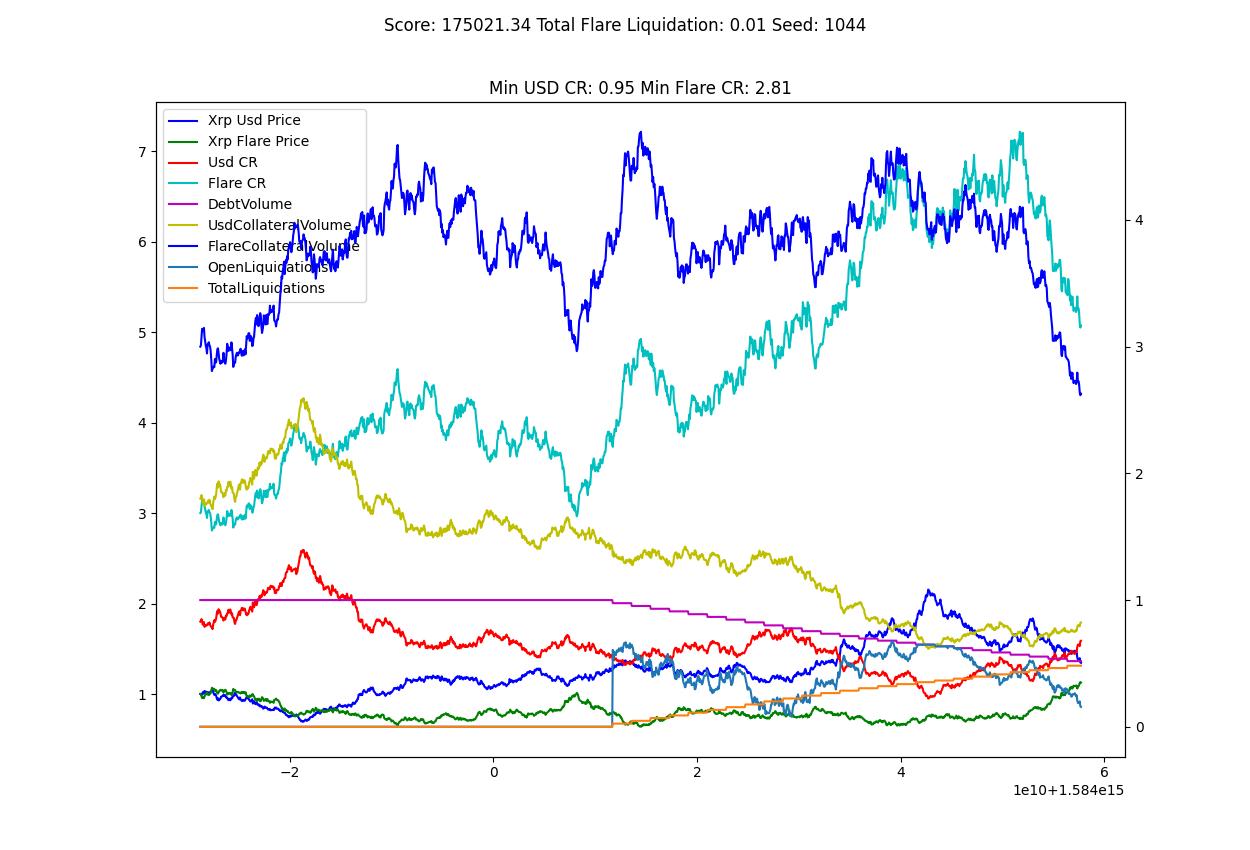 Score: 175021.34 Total Flare Liquidation: 0.01 Seed: 1044
Min USD CR: 0.95 Min Flare CR: 2.81
Xrp Usd Price
Xrp Flare Price
Usd CR
Flare CR
DebtVolume
UsdCollateralVolume
FlareCollateralVolume
OpenLiquidations
TotalLiquidations
7
6
5
4
3
2
1
4
3
2
1
0
−2
0
2
4
6
1e10+1.584e15